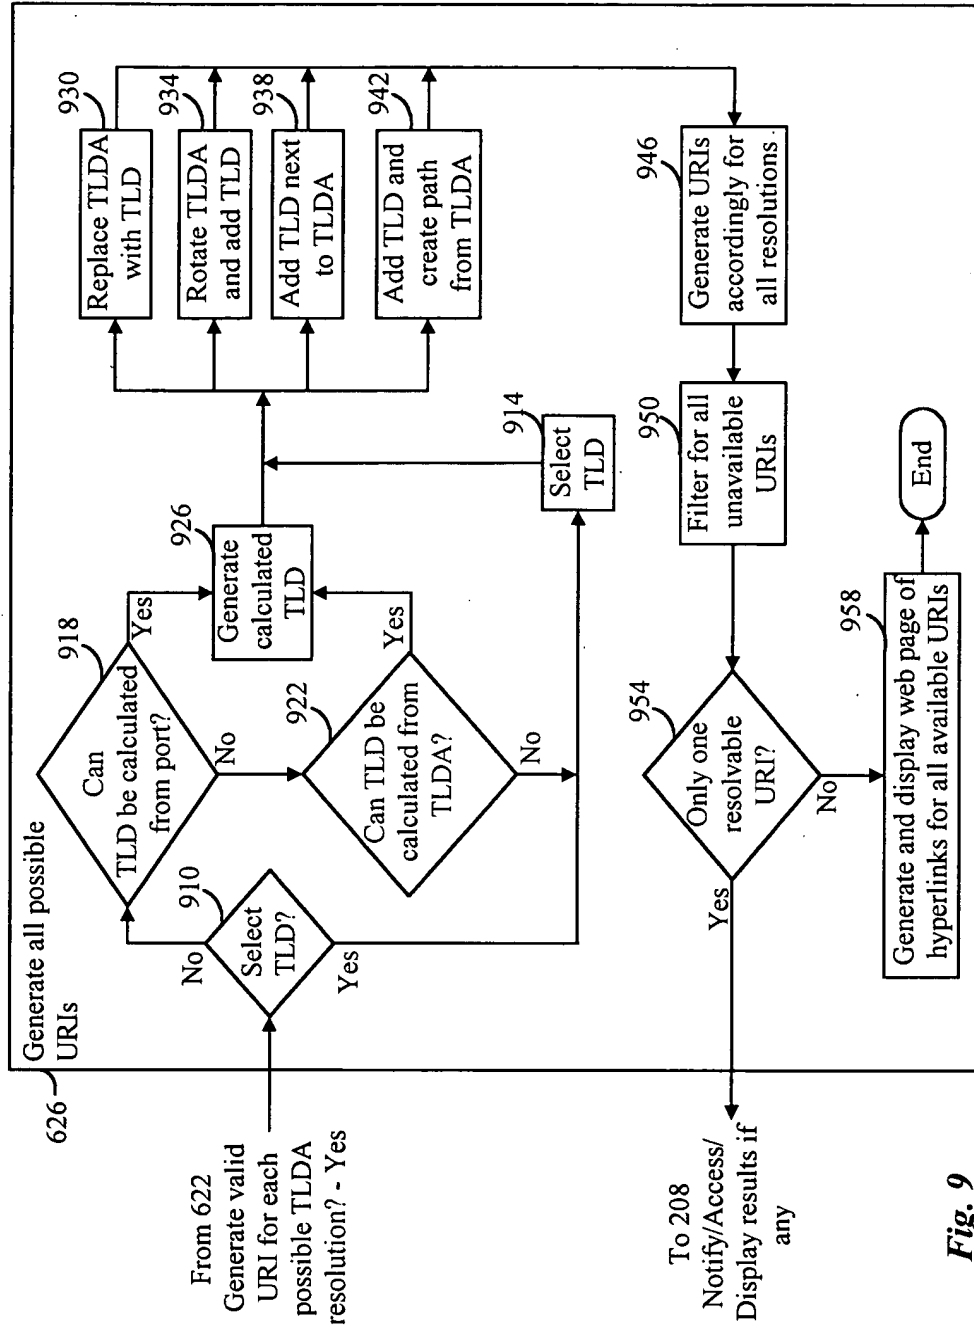 626
Generate all possible
URIs
From 622
Generate valid
URI for each
possible TLDA
resolution? - Yes
910
Select
TLD?
No
Yes
918
Can
TLD be calculated
from port?
Yes
No
922
Can TLD be
calculated from
TLDA?
Yes
No
926
Generate
calculated
TLD
914
Select
TLD
930
Replace TLDA
with TLD
934
Rotate TLDA
and add TLD
938
Add TLD next
to TLDA
942
Add TLD and
create path
from TLDA
946
Generate URIs
accordingly for
all resolutions
950
Filter for all
unavailable
URIs
954
Only one
resolvable
URI?
Yes
No
To 208
Notify/Access/
Display results if
any
958
Generate and display web page of
hyperlinks for all available URIs
End
Fig. 9